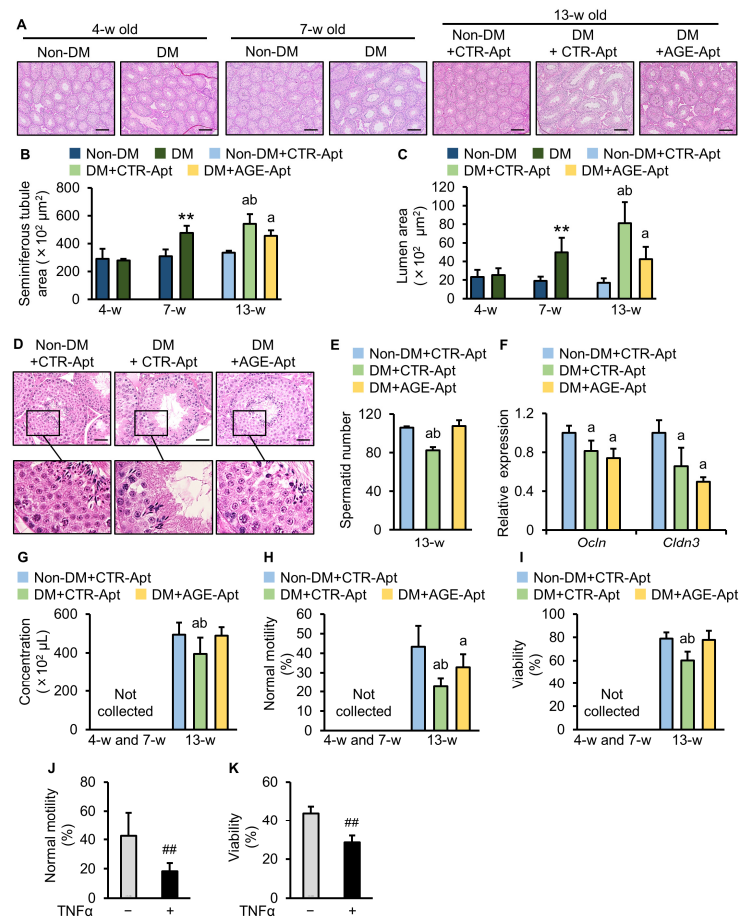 A
4-w old
7-w old
13-w old
Non-DM
DM
Non-DM
DM
Non-DM
+CTR-Apt
DM
+ CTR-Apt
DM
+AGE-Apt
B
Non-DM DM Non-DM+CTR-Apt
DM+CTR-Apt DM+AGE-Apt
Seminiferous tubule
area (×10² µm²)
800
600
400
200
0
**
ab
a
4-w 7-w 13-w
C
Non-DM DM Non-DM+CTR-Apt
DM+CTR-Apt DM+AGE-Apt
Lumen area
(×10² µm²)
120
100
80
60
40
20
0
**
ab
a
4-w 7-w 13-w
D
Non-DM
+CTR-Apt
DM
+ CTR-Apt
DM
+AGE-Apt
E
Non-DM+CTR-Apt
DM+CTR-Apt
DM+AGE-Apt
Spermatid number
120
80
40
0
ab
13-w
F
Non-DM+CTR-Apt
DM+CTR-Apt
DM+AGE-Apt
Relative expression
1.2
0.8
0.4
0
a
a
a
a
Ocln Cldn3
G
Non-DM+CTR-Apt
DM+CTR-Apt DM+AGE-Apt
Concentration
(×10² µL)
600
400
200
0
Not
collected
ab
4-w and 7-w 13-w
H
Non-DM+CTR-Apt
DM+CTR-Apt DM+AGE-Apt
Normal motility
(%)
60
50
40
30
20
10
0
Not
collected
ab
a
4-w and 7-w 13-w
I
Non-DM+CTR-Apt
DM+CTR-Apt DM+AGE-Apt
Viability
(%)
100
80
60
40
20
0
Not
collected
ab
4-w and 7-w 13-w
J
Normal motility
(%)
80
60
40
20
0
##
TNFα − +
K
Viability
(%)
60
40
20
0
##
TNFα − +